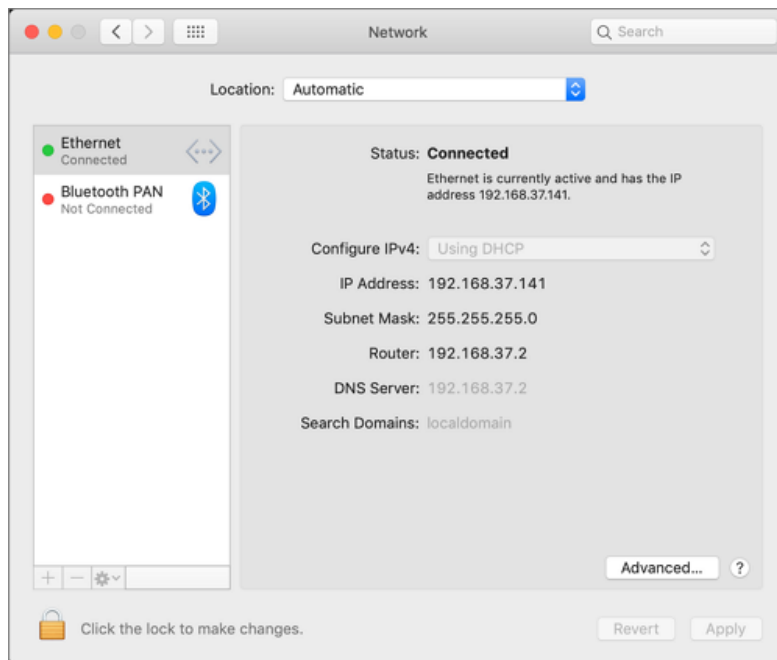 Network
Search
Location: Automatic
Ethernet
Connected
Bluetooth PAN
Not Connected
Status: Connected
Ethernet is currently active and has the IP
address 192.168.37.141.
Configure IPv4: Using DHCP
IP Address: 192.168.37.141
Subnet Mask: 255.255.255.0
Router: 192.168.37.2
DNS Server: 192.168.37.2
Search Domains: localdomain
Advanced... ?
Click the lock to make changes.
Revert Apply